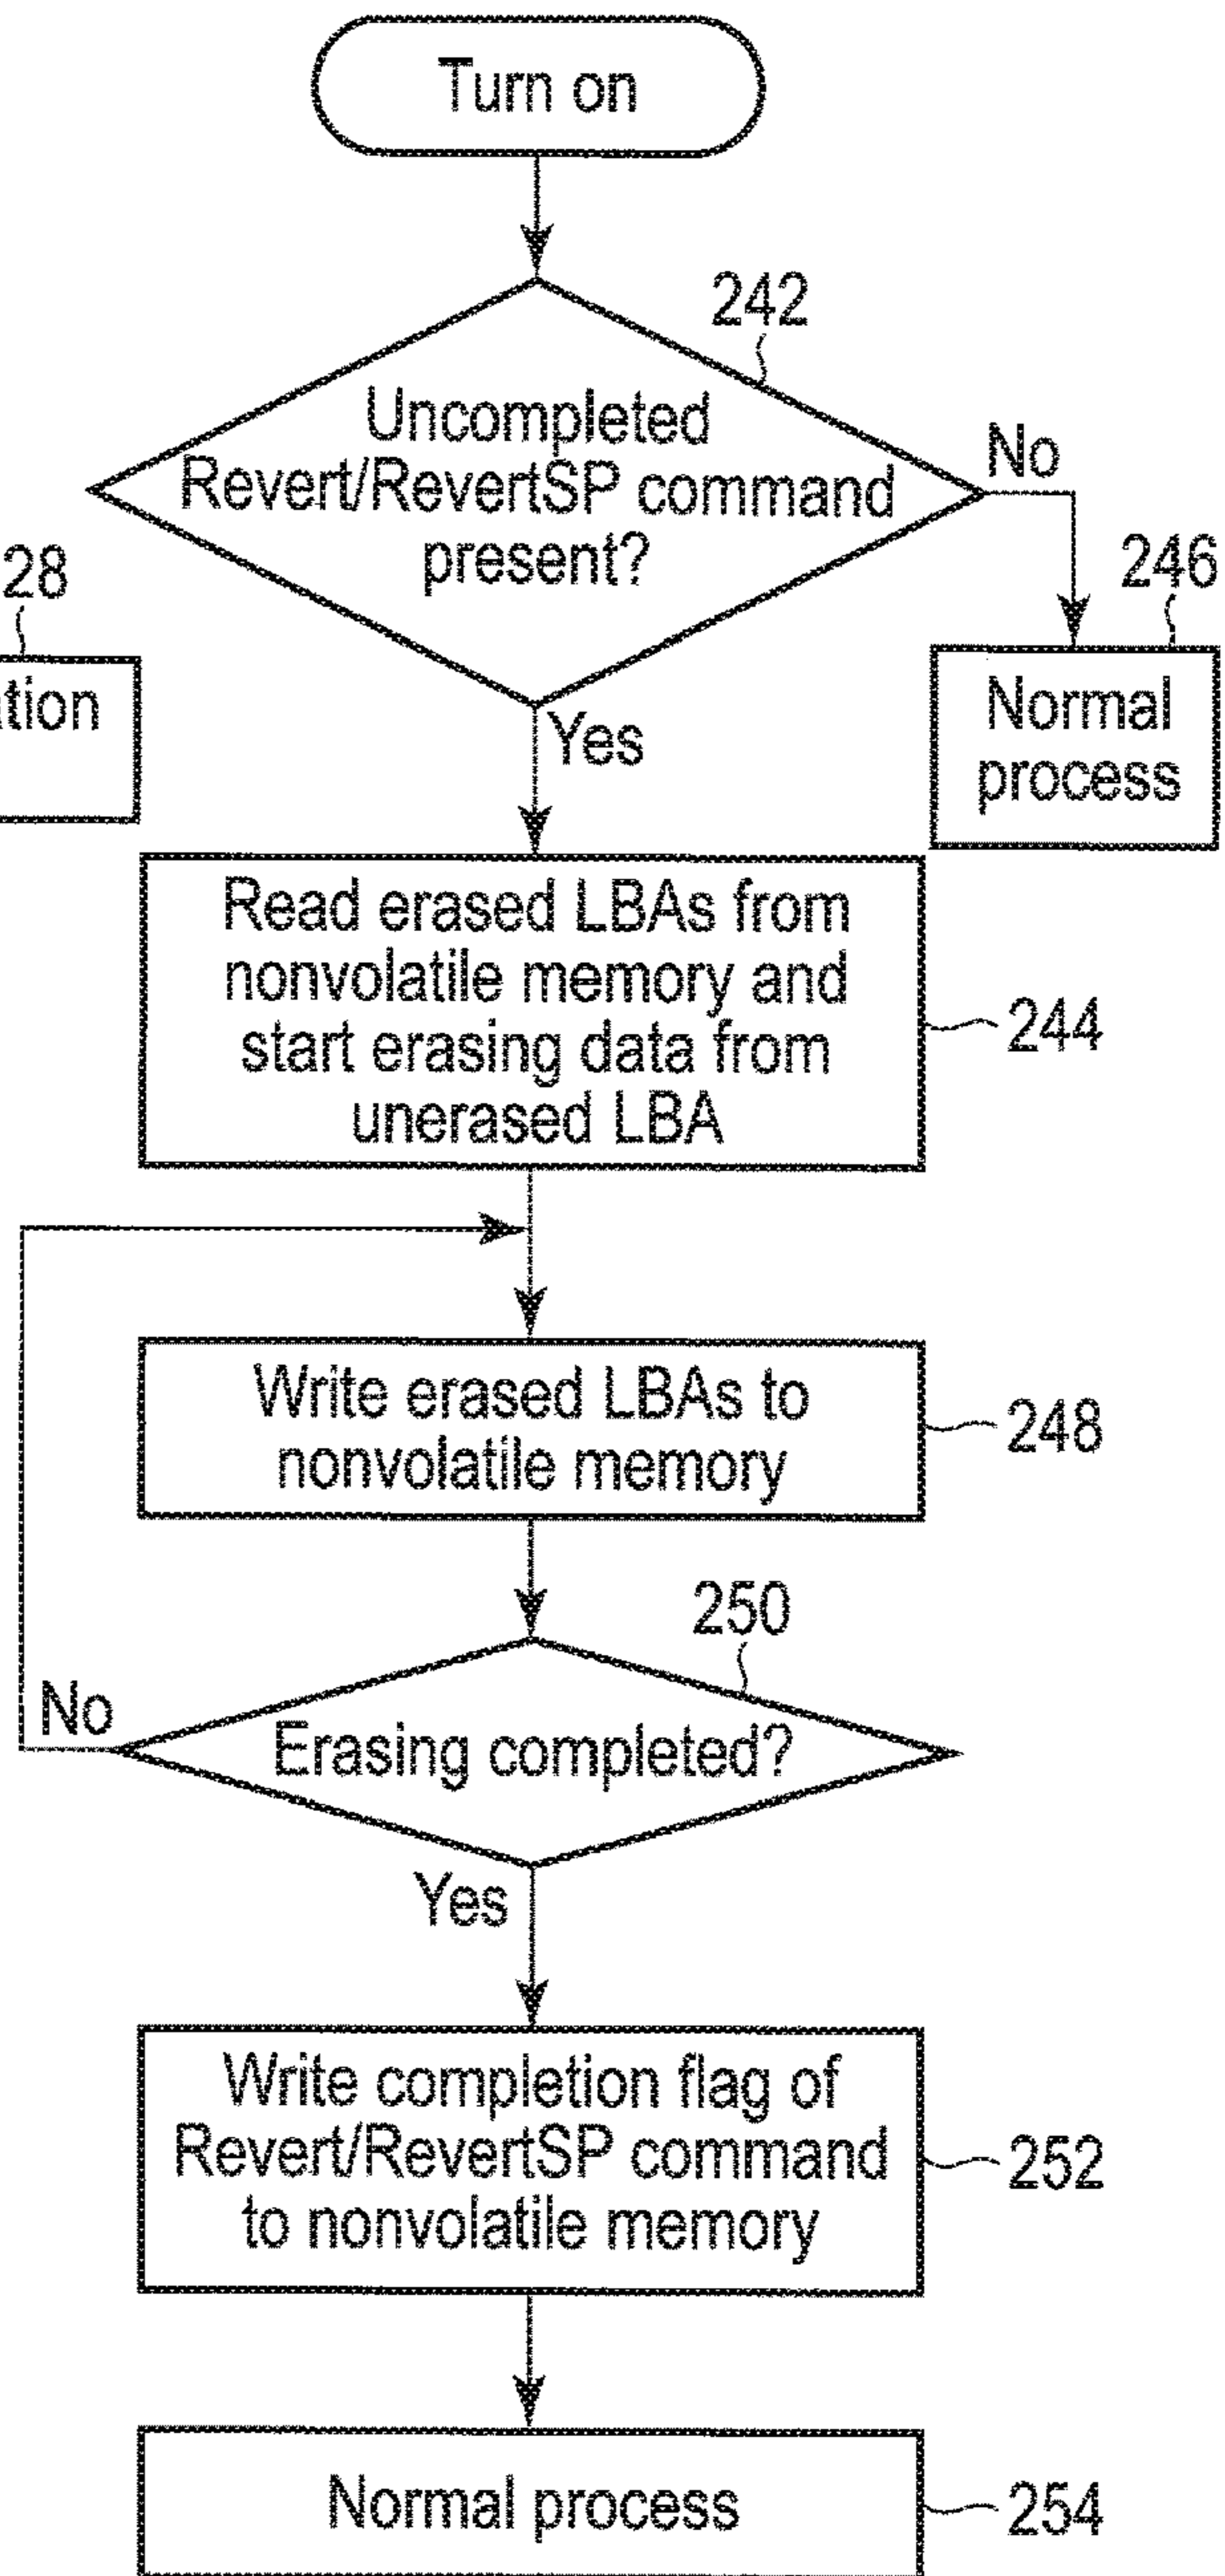 Turn on
242
Uncompleted
Revert/RevertSP command
present?
No
Yes
28
246
Normal
process
Read erased LBAs from
nonvolatile memory and
start erasing data from
unerased LBA
244
Write erased LBAs to
nonvolatile memory
248
250
Erasing completed?
No
Yes
Write completion flag of
Revert/RevertSP command
to nonvolatile memory
252
Normal process
254